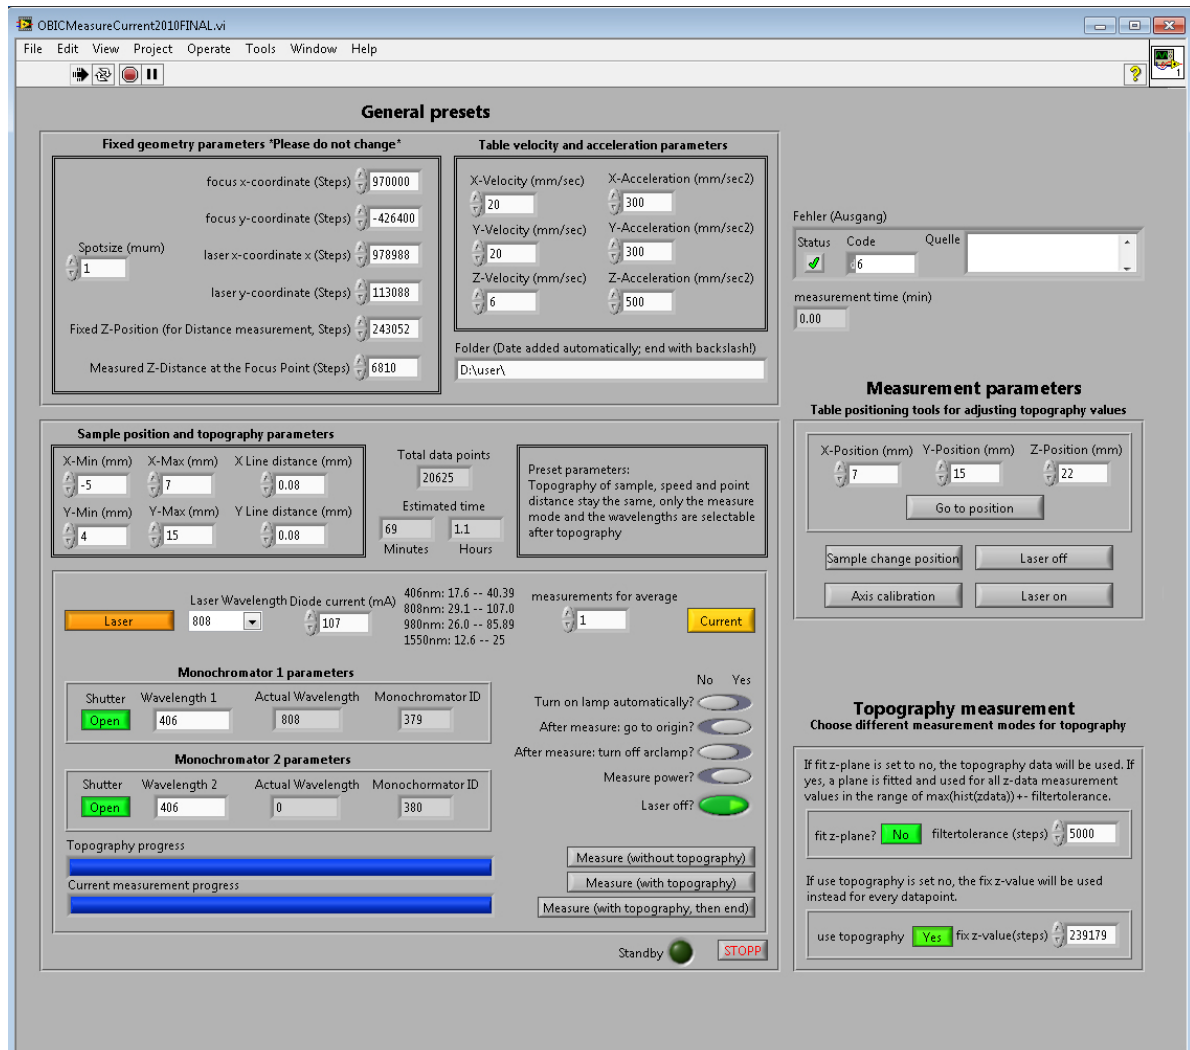 OBICMeasureCurrent2010FINAL.vi
File Edit View Project Operate Tools Window Help
1
General presets
Fixed geometry parameters *Please do not change*
focus x-coordinate (Steps) 970000
focus y-coordinate (Steps) -426400
Spotsize (mum)
1
laser x-coordinate x (Steps) 978988
laser y-coordinate (Steps) 113088
Fixed Z-Position (for Distance measurement, Steps) 243052
Measured Z-Distance at the Focus Point (Steps) 6810
Table velocity and acceleration parameters
X-Velocity (mm/sec) X-Acceleration (mm/sec2)
20 300
Y-Velocity (mm/sec) Y-Acceleration (mm/sec2)
20 300
Z-Velocity (mm/sec) Z-Acceleration (mm/sec2)
6 500
Folder (Date added automatically; end with backslash!)
D:\user\
Fehler (Ausgang)
Status Code Quelle
6
measurement time (min)
0.00
Sample position and topography parameters
X-Min (mm) X-Max (mm) X Line distance (mm)
-5 7 0.08
Y-Min (mm) Y-Max (mm) Y Line distance (mm)
4 15 0.08
Total data points
20625
Estimated time
69 1.1
Minutes Hours
Preset parameters:
Topography of sample, speed and point
distance stay the same, only the measure
mode and the wavelengths are selectable
after topography
Laser
Laser Wavelength Diode current (mA)
808 107
406nm: 17.6 -- 40.39
808nm: 29.1 -- 107.0
980nm: 26.0 -- 85.89
1550nm: 12.6 -- 25
measurements for average
1
Current
Monochromator 1 parameters
Shutter Wavelength 1 Actual Wavelength Monochromator ID
Open 406 808 379
Monochromator 2 parameters
Shutter Wavelength 2 Actual Wavelength Monochormator ID
Open 406 0 380
No Yes
Turn on lamp automatically?
After measure: go to origin?
After measure: turn off arclamp?
Measure power?
Laser off?
Topography progress
Current measurement progress
Measure (without topography)
Measure (with topography)
Measure (with topography, then end)
Standby STOPP
Measurement parameters
Table positioning tools for adjusting topography values
X-Position (mm) Y-Position (mm) Z-Position (mm)
7 15 22
Go to position
Sample change position Laser off
Axis calibration Laser on
Topography measurement
Choose different measurement modes for topography
If fit z-plane is set to no, the topography data will be used. If
yes, a plane is fitted and used for all z-data measurement
values in the range of max(hist(zdata)) +- filtertolerance.
fit z-plane? No filtertolerance (steps) 5000
If use topography is set no, the fix z-value will be used
instead for every datapoint.
use topography Yes fix z-value(steps) 239179